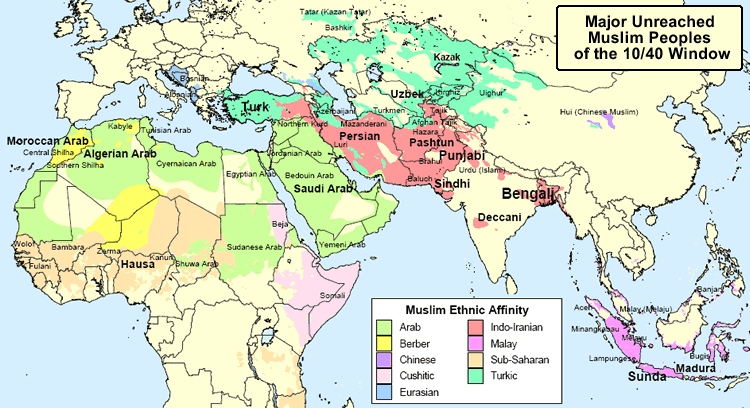 Major Unreached
Muslim Peoples
of the 10/40 Window
Tatar (Kazan Tatar)
Bashkir
Kazak
Bosnian
Albanian
Turk
Azerbaijani
Uzbek
Kirghiz
Uighur
Turkmen
Tajik
Hui (Chinese Muslim)
Kabyle
Tunisian Arab
Northern Kurd
Mazanderani
Afghan Tajik
Hazara
Moroccan Arab
Central Shilha
Algerian Arab
Southern Shilha
Persian
Luri
Pashtun
Punjabi
Jordanian Arab
Cyernaican Arab
Egyptian Arab
Bedouin Arab
Brahui
Urdu (Islami)
Saudi Arab
Baluch
Sindhi
Bengali
Deccani
Beja
Yemeni Arab
Sudanese Arab
Wolof
Bambara
Zerma
Kanuri
Shuwa Arab
Hausa
Fulani
Somali
Banjari
Aceh
Malay (Melaju)
Minangkabau
Melayu
Lampungese
Bugis
Madura
Sunda
Muslim Ethnic Affinity
Arab
Berber
Chinese
Cushitic
Eurasian
Indo-Iranian
Malay
Sub-Saharan
Turkic